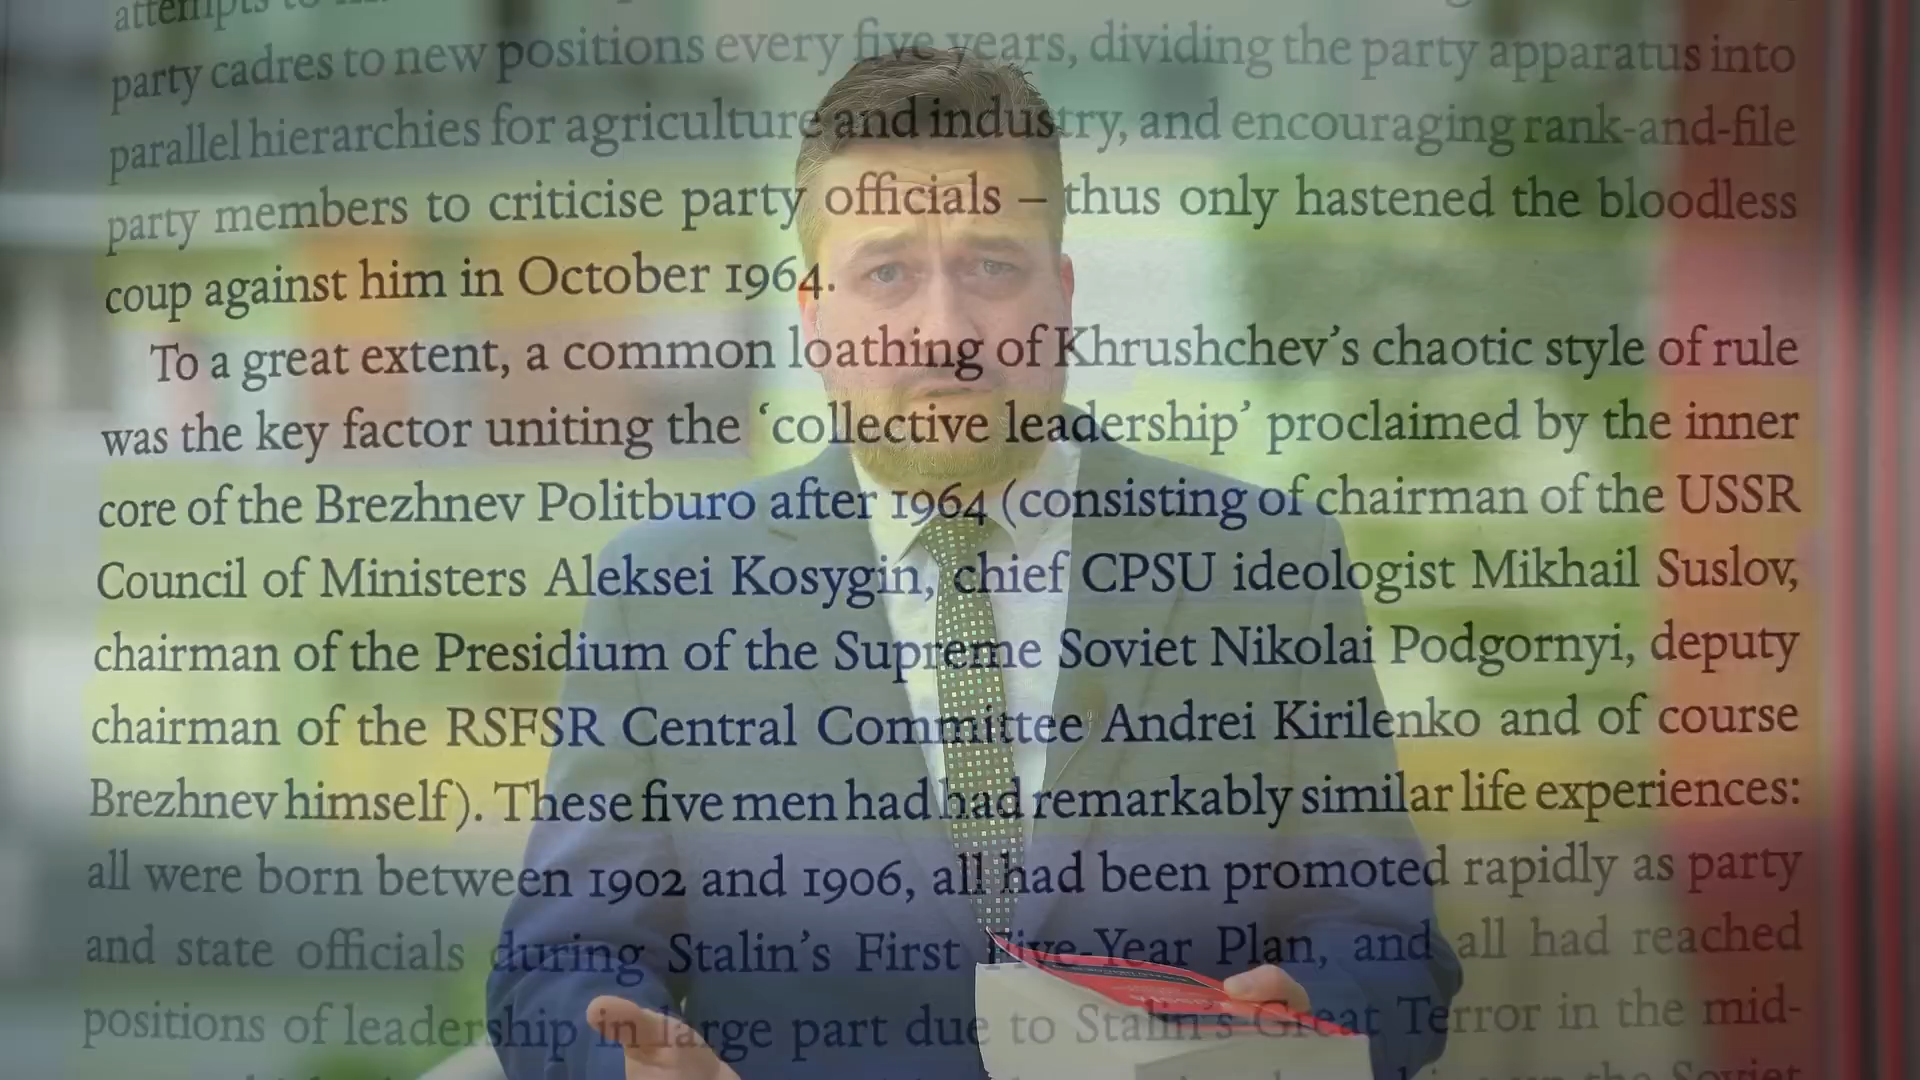 attempts to
party cadres to new positions every five years, dividing the party apparatus into
parallel hierarchies for agriculture and industry, and encouraging rank-and-file
party members to criticise party officials – thus only hastened the bloodless
coup against him in October 1964.
To a great extent, a common loathing of Khrushchev’s chaotic style of rule
was the key factor uniting the ‘collective leadership’ proclaimed by the inner
core of the Brezhnev Politburo after 1964 (consisting of chairman of the USSR
Council of Ministers Aleksei Kosygin, chief CPSU ideologist Mikhail Suslov,
chairman of the Presidium of the Supreme Soviet Nikolai Podgornyi, deputy
chairman of the RSFSR Central Committee Andrei Kirilenko and of course
Brezhnev himself). These five men had had remarkably similar life experiences:
all were born between 1902 and 1906, all had been promoted rapidly as party
and state officials during Stalin’s First Five-Year Plan, and all had reached
positions of leadership in large part due to Stalin’s Great Terror in the mid-
Soviet